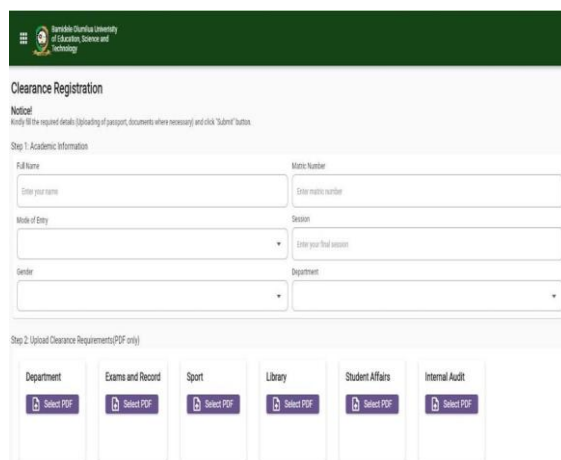 Bamidele Olumilua University
of Education, Science and
Technology
Clearance Registration
Notice!
Kindly fill the required details (Uploading of passport, documents where necessary) and click "Submit" button.
Step 1: Academic Information
Full Name Matric Number
Enter your name Enter matric number
Mode of Entry Session
Enter your final session
Gender Department
Step 2: Upload Clearance Requirements(PDF only)
Department Exams and Record Sport Library Student Affairs Internal Audit
Select PDF Select PDF Select PDF Select PDF Select PDF Select PDF